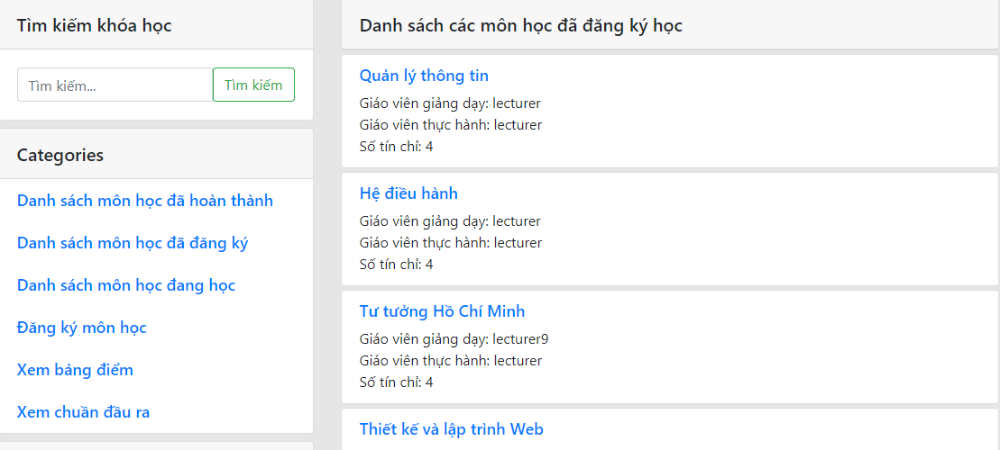 Tìm kiếm khóa học
Tìm kiếm...
Tìm kiếm
Categories
Danh sách môn học đã hoàn thành
Danh sách môn học đã đăng ký
Danh sách môn học đang học
Đăng ký môn học
Xem bảng điểm
Xem chuẩn đầu ra
Danh sách các môn học đã đăng ký học
Quản lý thông tin
Giáo viên giảng dạy: lecturer
Giáo viên thực hành: lecturer
Số tín chỉ: 4
Hệ điều hành
Giáo viên giảng dạy: lecturer
Giáo viên thực hành: lecturer
Số tín chỉ: 4
Tư tưởng Hồ Chí Minh
Giáo viên giảng dạy: lecturer9
Giáo viên thực hành: lecturer
Số tín chỉ: 4
Thiết kế và lập trình Web